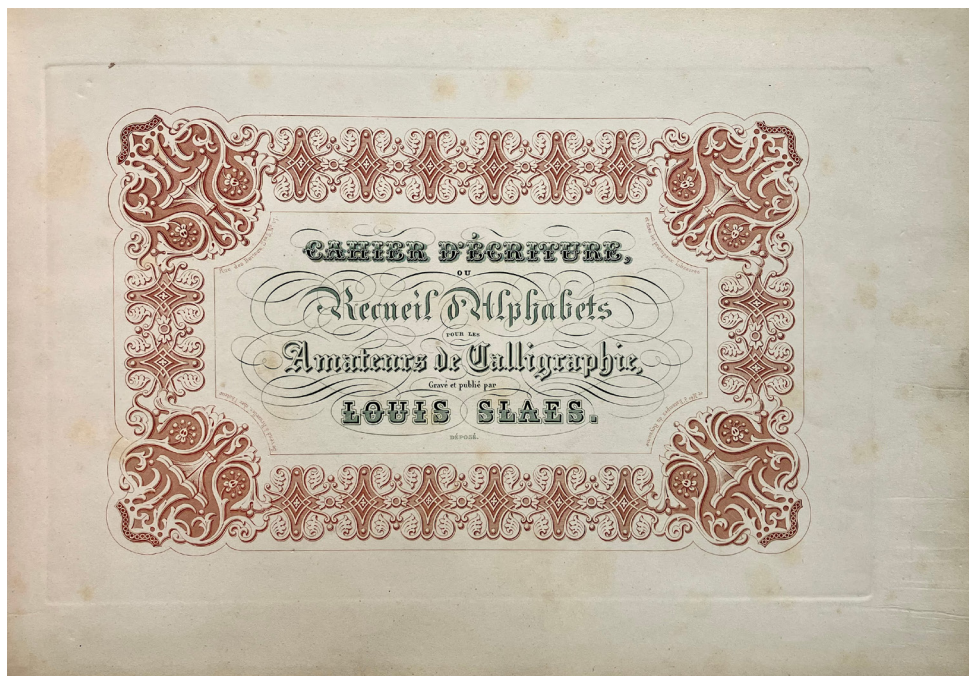 CAHIER D'ÉCRITURE,
OU
Recueil d'Alphabets
POUR LES
Amateurs de Calligraphie,
Gravé et publié par
LOUIS SLAES.
DÉPOSÉ.